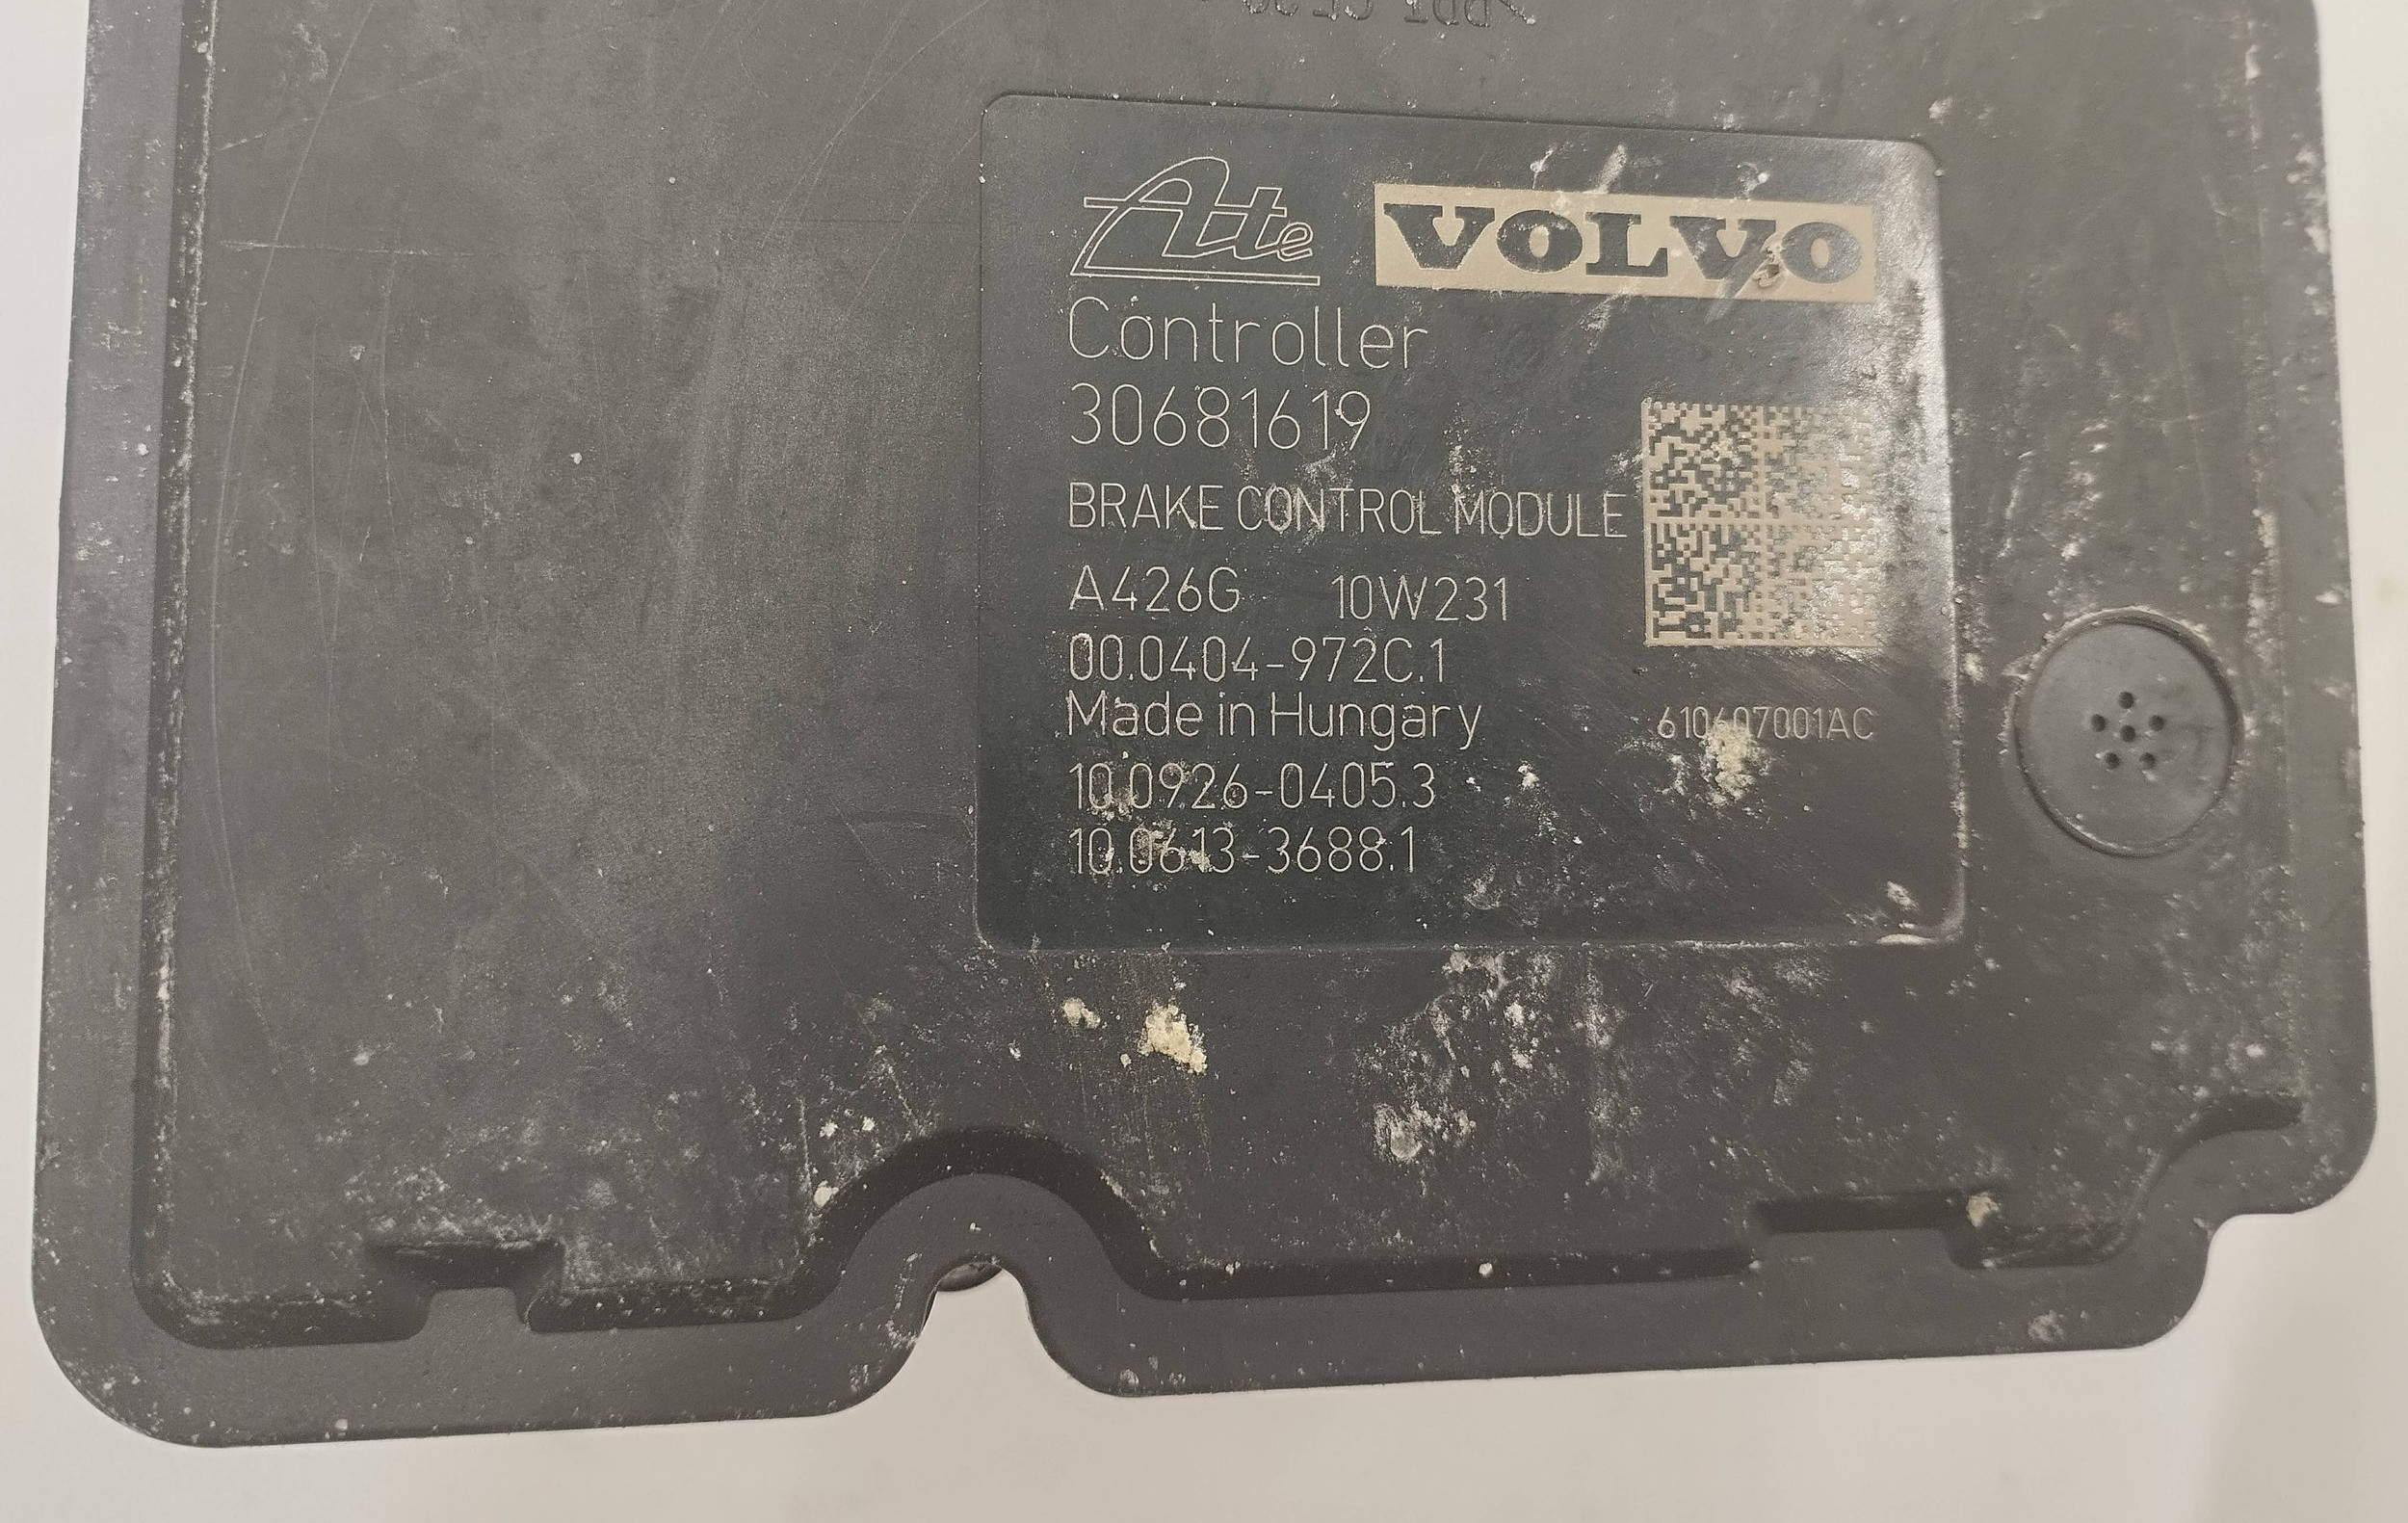 Ate VOLVO
Controller
30681619
BRAKE CONTROL MODULE
A426G 10W231
00.0404-972C.1
Made in Hungary
610607001AC
10.0926-0405.3
10.0613-3688.1